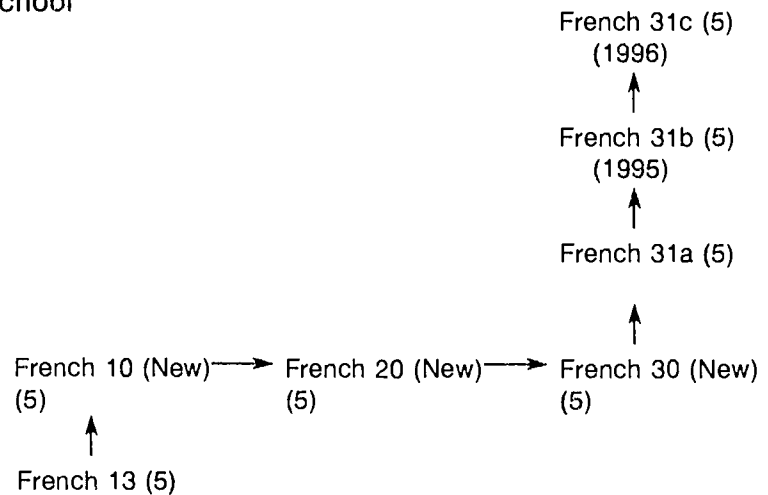 French 31c (5)
(1996)
French 31b (5)
(1995)
French 31a (5)
French 10 (New)
(5)
French 20 (New)
(5)
French 30 (New)
(5)
French 13 (5)